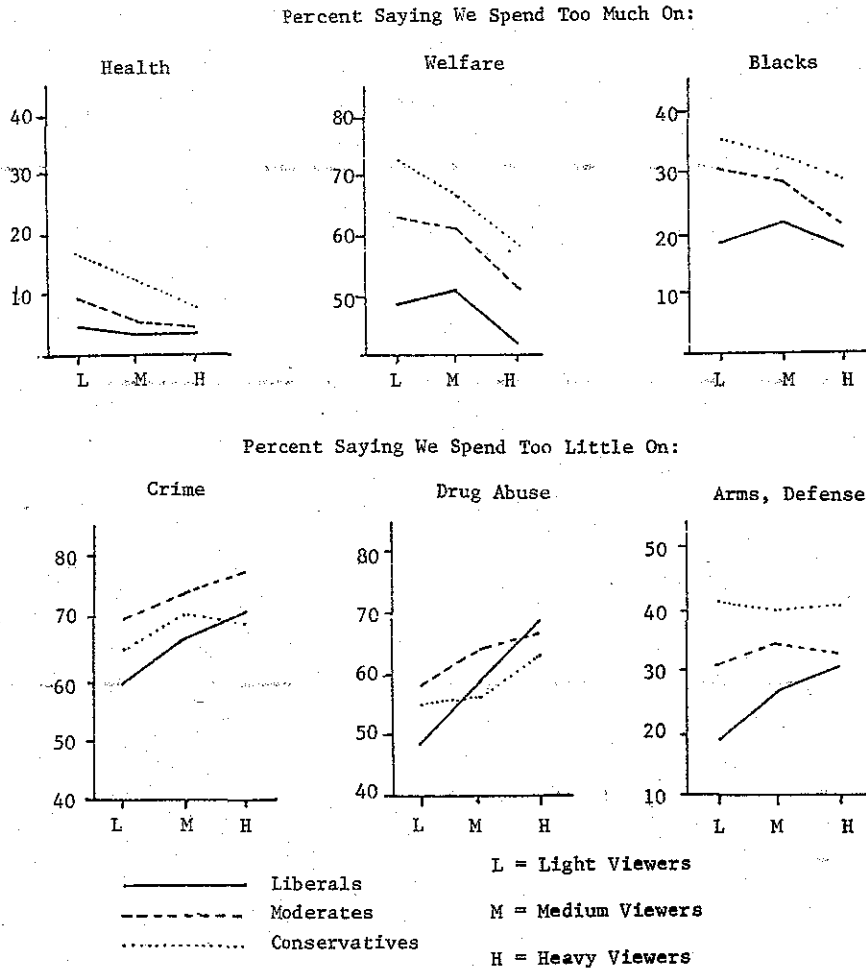 Percent Saying We Spend Too Much On:
Health Welfare Blacks
40 80 40
30 70 30
20 60 20
10 50 10
L M H L M H L M H
Percent Saying We Spend Too Little On:
Crime Drug Abuse Arms, Defense
80 80 50
70 70 40
60 60 30
50 50 20
40 40 10
L M H L M H L M H
Liberals L = Light Viewers
Moderates M = Medium Viewers
Conservatives H = Heavy Viewers